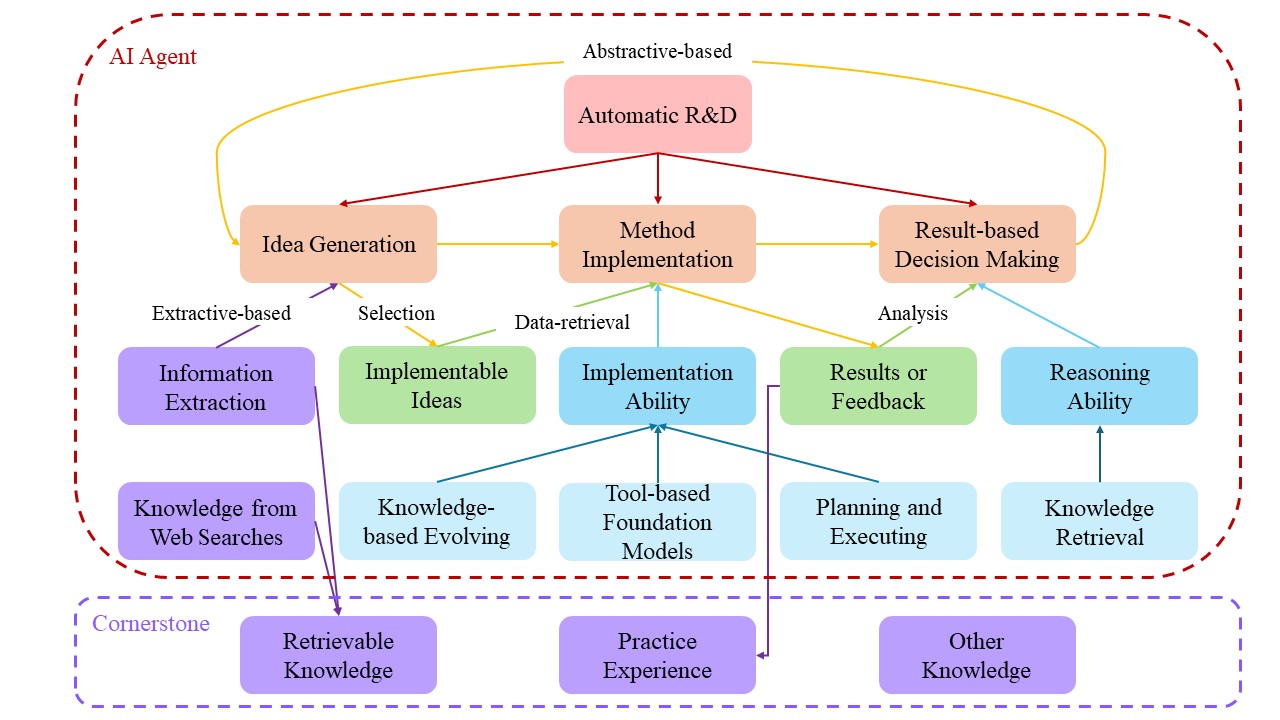 Abstractive-based
AI Agent
Automatic R&D
Idea Generation
Method
Implementation
Result-based
Decision Making
Extractive-based
Selection
Data-retrieval
Analysis
Information
Extraction
Implementable
Ideas
Implementation
Ability
Results or
Feedback
Reasoning
Ability
Knowledge from
Web Searches
Knowledge-
based Evolving
Tool-based
Foundation
Models
Planning and
Executing
Knowledge
Retrieval
Cornerstone
Retrievable
Knowledge
Practice
Experience
Other
Knowledge